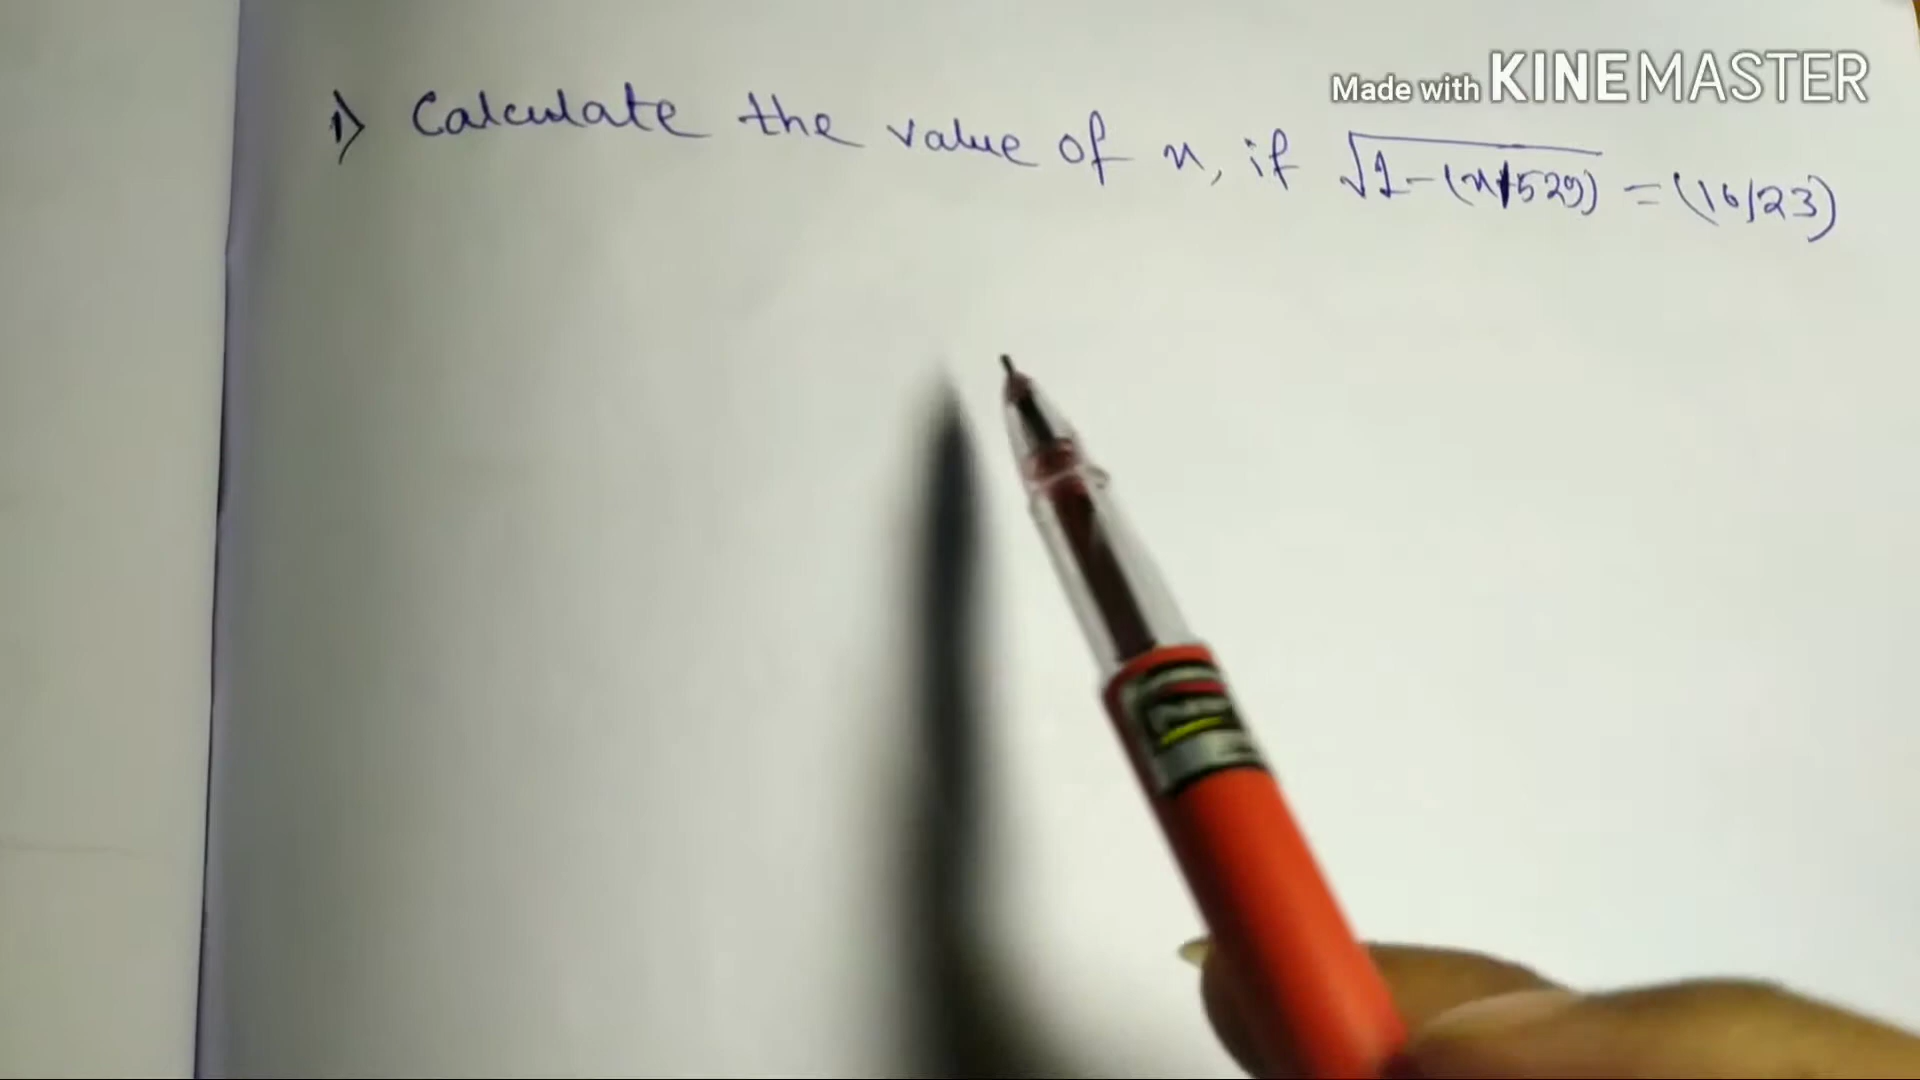 Made with KINEMASTER
1) Calculate the value of x, if √1-(x/529) = (16/23)